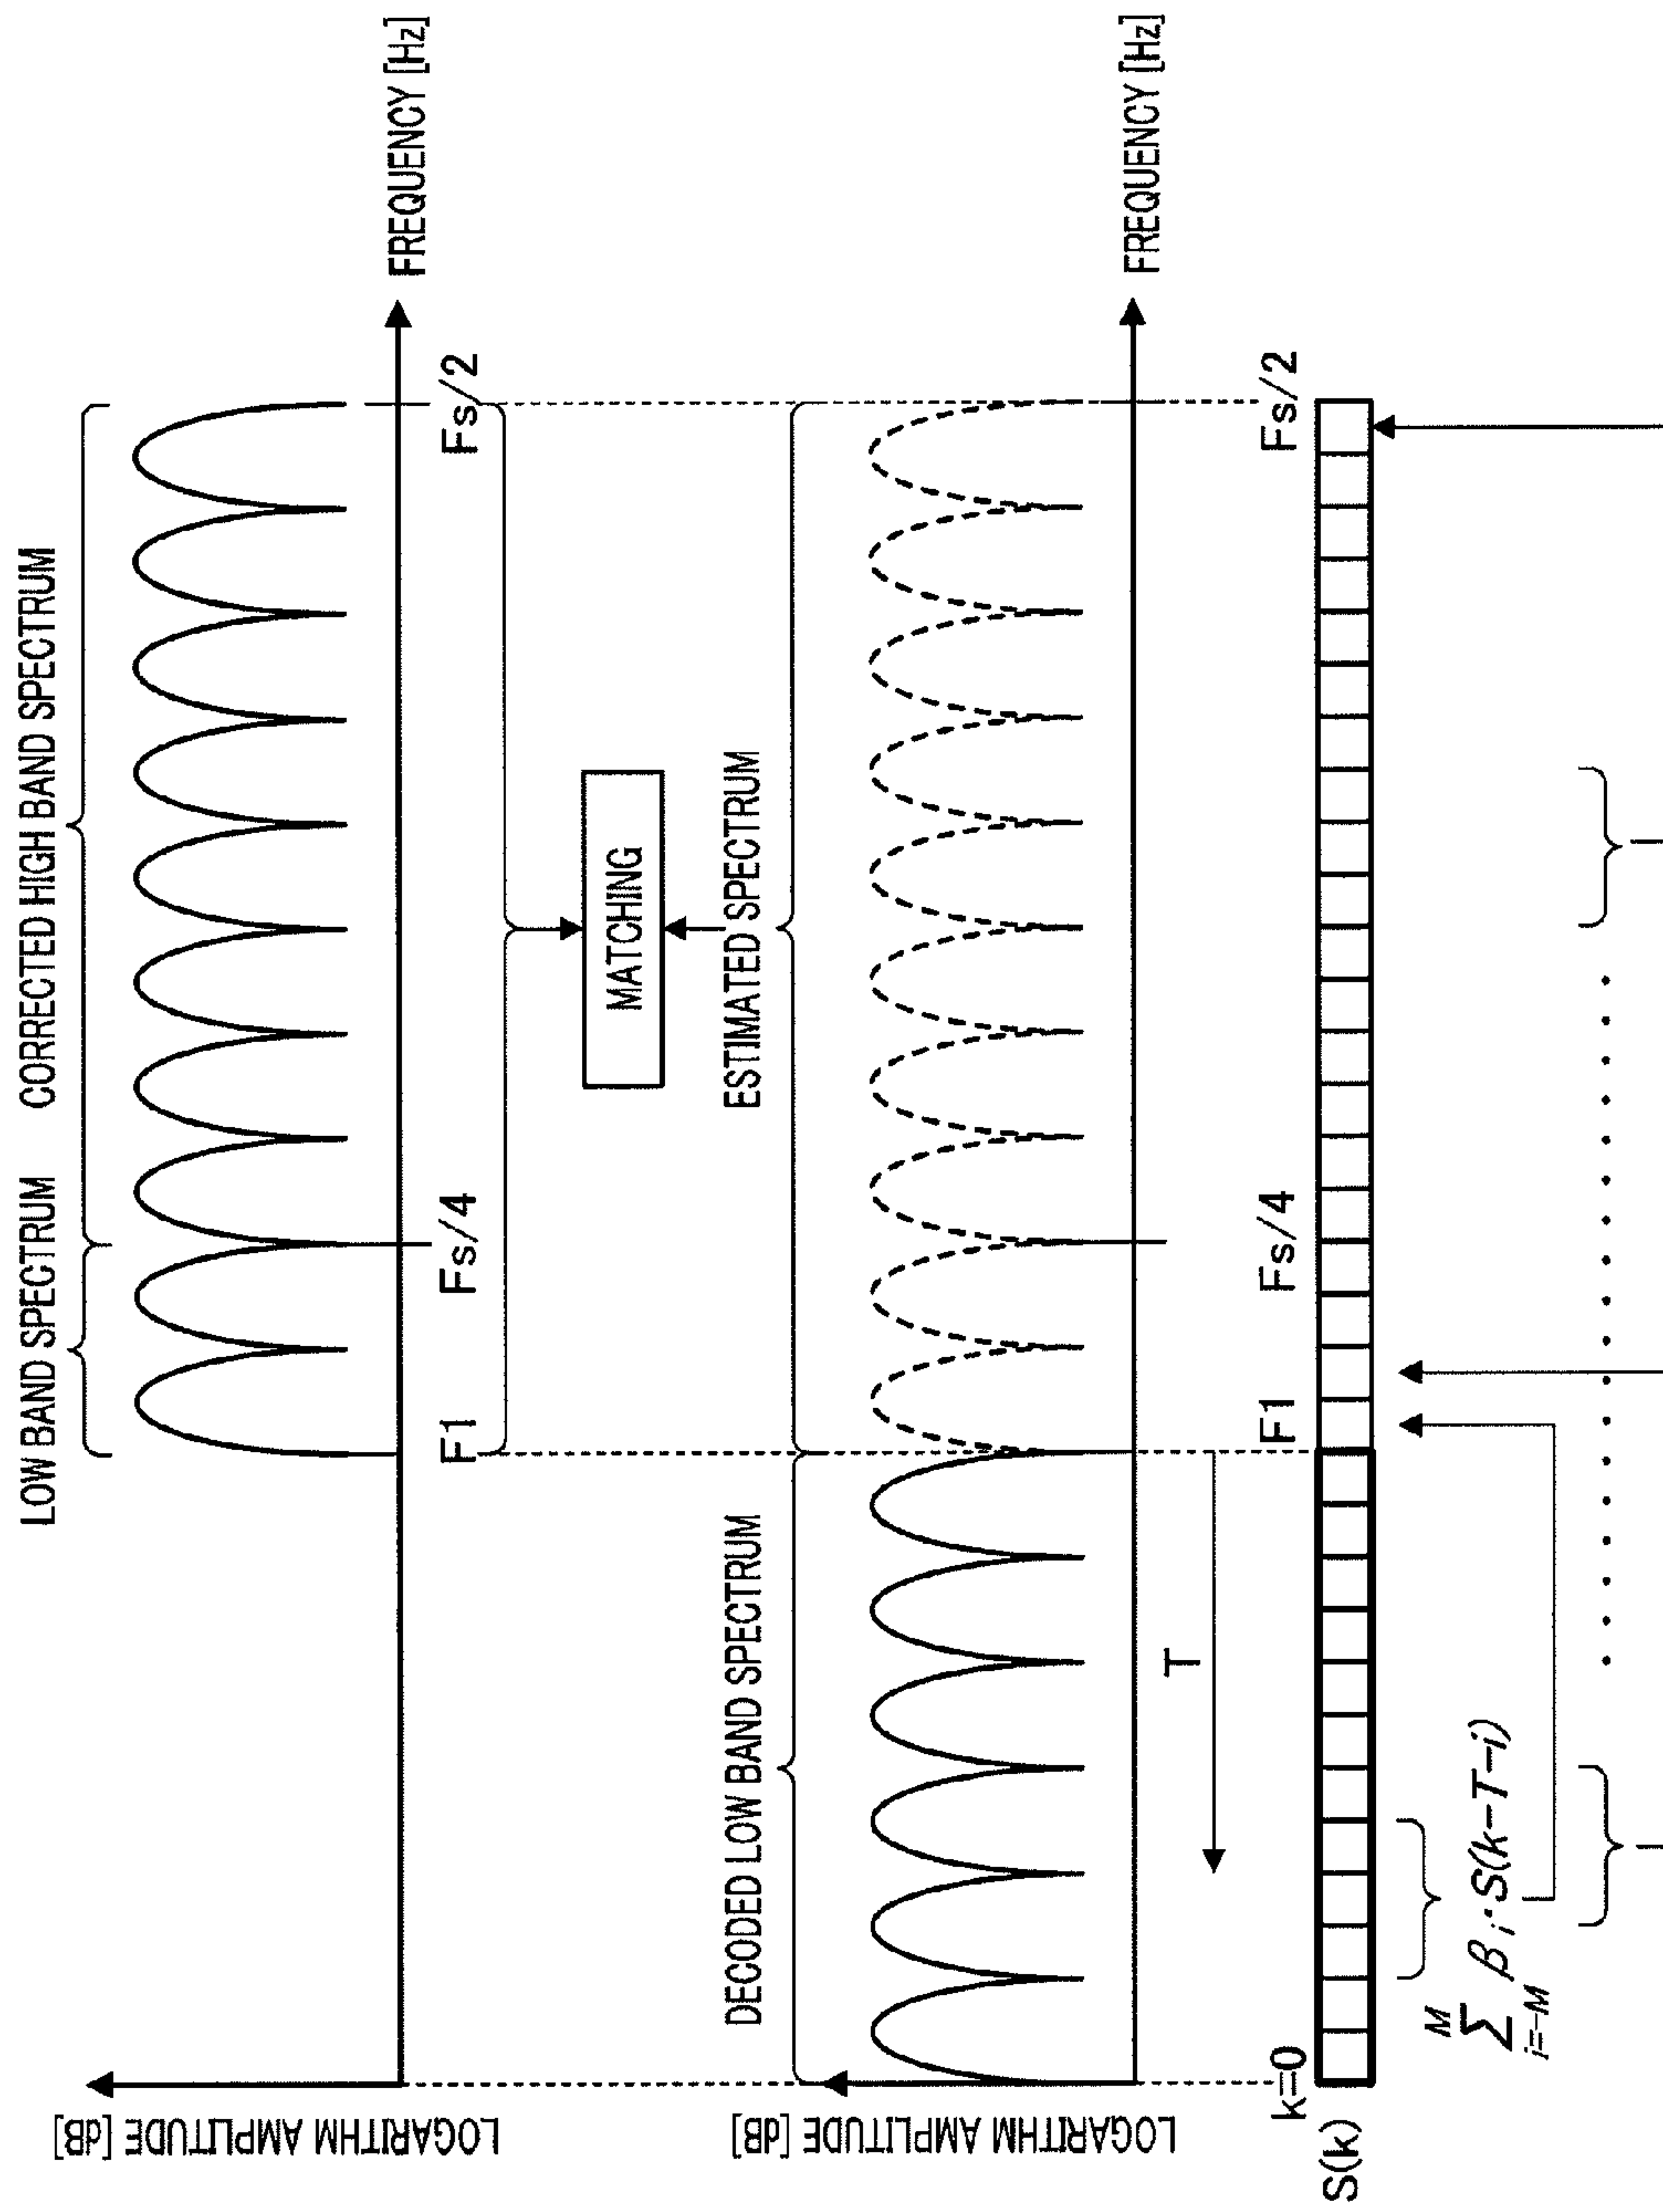 LOW BAND SPECTRUM CORRECTED HIGH BAND SPECTRUM
LOGARITHM AMPLITUDE [dB]
FREQUENCY [Hz]
F1 Fs/4 Fs/2
MATCHING
DECODED LOW BAND SPECTRUM ESTIMATED SPECTRUM
LOGARITHM AMPLITUDE [dB]
FREQUENCY [Hz]
T
k=0 F1 Fs/4 Fs/2
S(k)
M
Σ βi·S(k-T-i)
i=-M